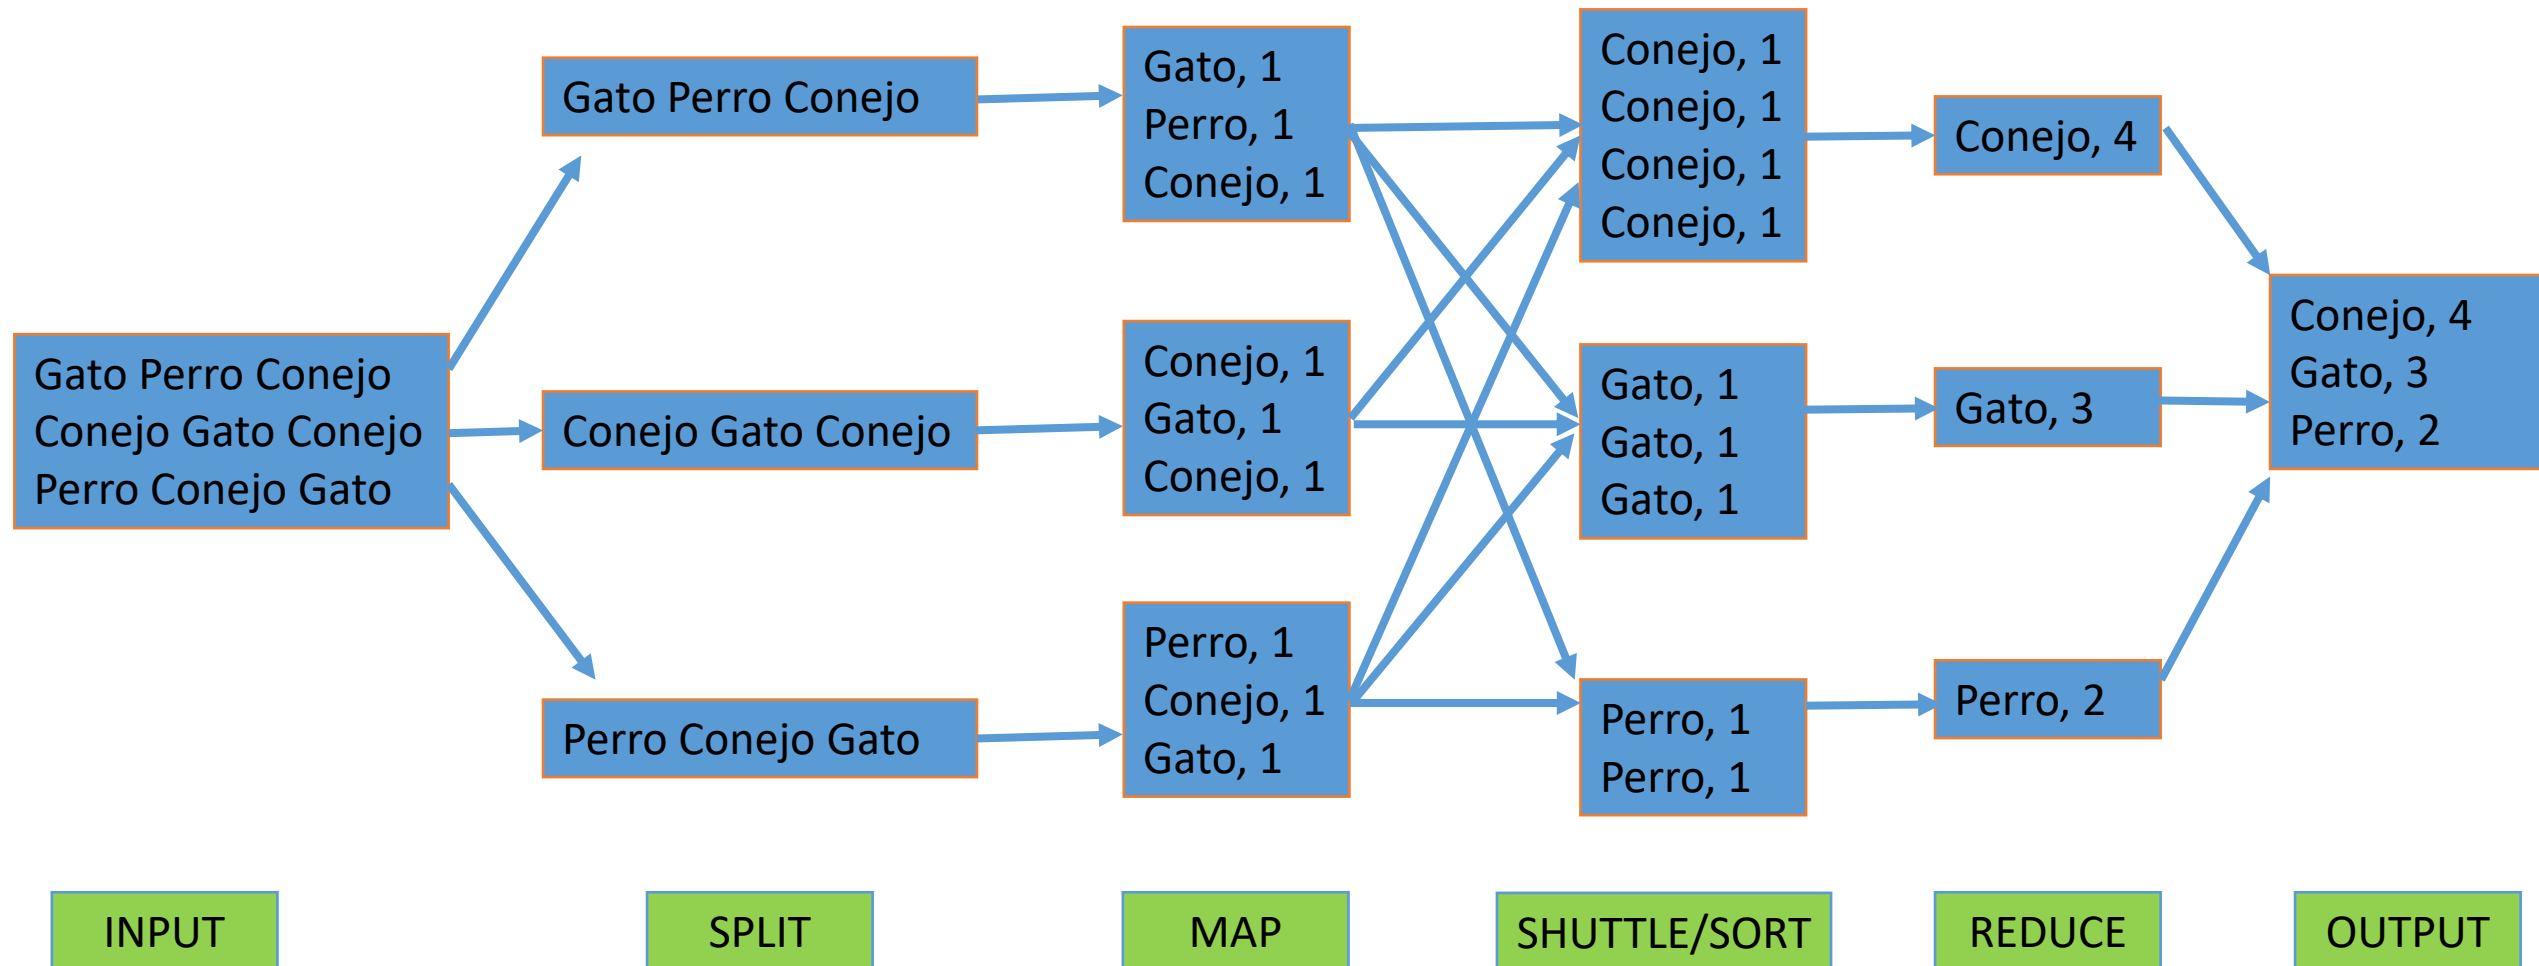 Gato Perro Conejo
Conejo Gato Conejo
Perro Conejo Gato
Gato Perro Conejo
Conejo Gato Conejo
Perro Conejo Gato
Gato, 1
Perro, 1
Conejo, 1
Conejo, 1
Gato, 1
Conejo, 1
Perro, 1
Conejo, 1
Gato, 1
Conejo, 1
Conejo, 1
Conejo, 1
Conejo, 1
Gato, 1
Gato, 1
Gato, 1
Perro, 1
Perro, 1
Conejo, 4
Gato, 3
Perro, 2
Conejo, 4
Gato, 3
Perro, 2
INPUT
SPLIT
MAP
SHUTTLE/SORT
REDUCE
OUTPUT